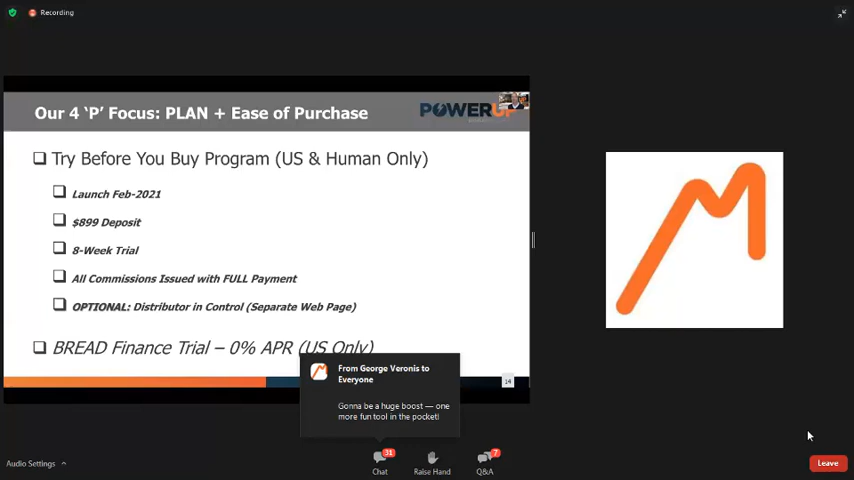 Recording
Our 4 'P' Focus: PLAN + Ease of Purchase
POWERUP
Try Before You Buy Program (US & Human Only)
Launch Feb-2021
$899 Deposit
8-Week Trial
All Commissions Issued with FULL Payment
OPTIONAL: Distributor in Control (Separate Web Page)
BREAD Finance Trial – 0% APR (US Only)
14
From George Veronis to
Everyone
Gonna be a huge boost — one
more fun tool in the pocket!
Audio Settings
31
Chat
Raise Hand
7
Q&A
Leave